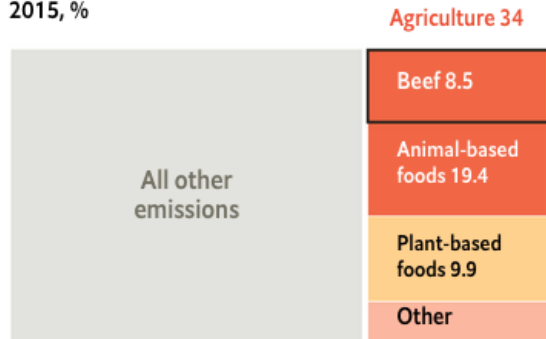 2015, %
Agriculture 34
Beef 8.5
Animal-based
foods 19.4
All other
emissions
Plant-based
foods 9.9
Other